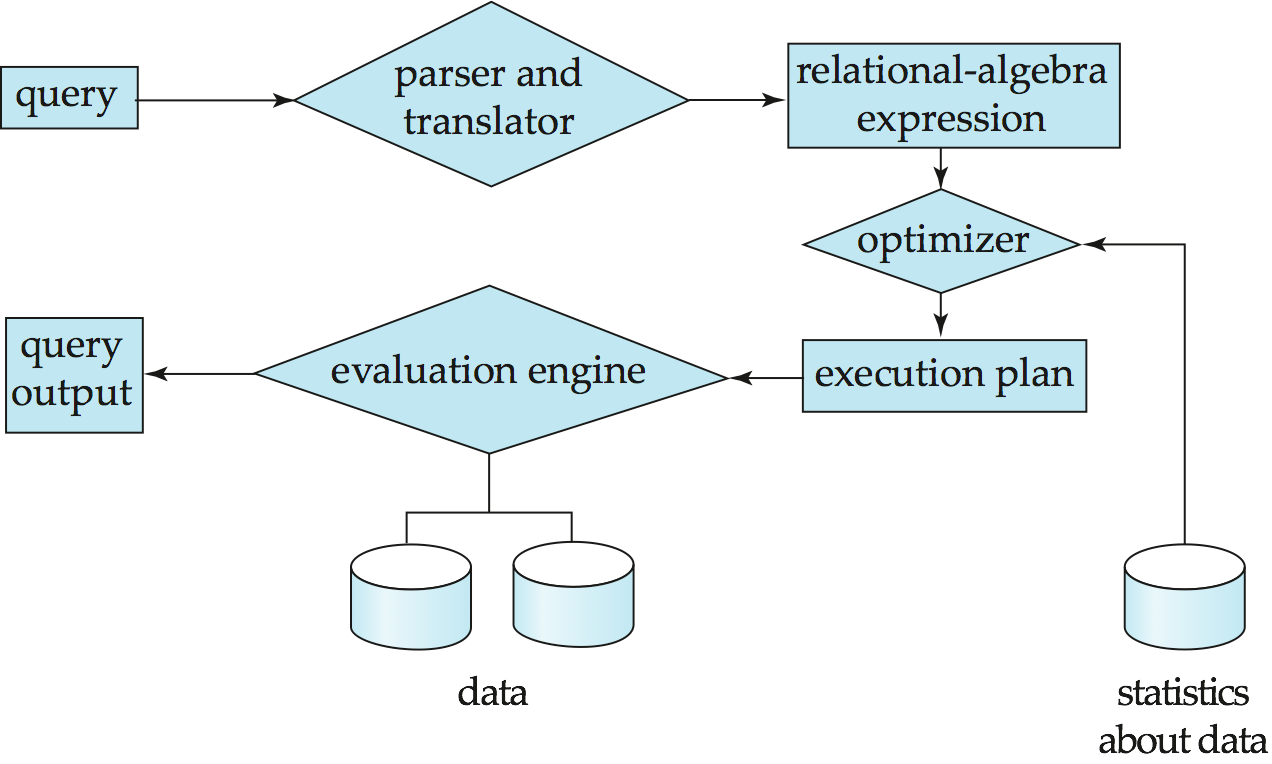 query
parser and
translator
relational-algebra
expression
optimizer
query
output
evaluation engine
execution plan
data
statistics
about data